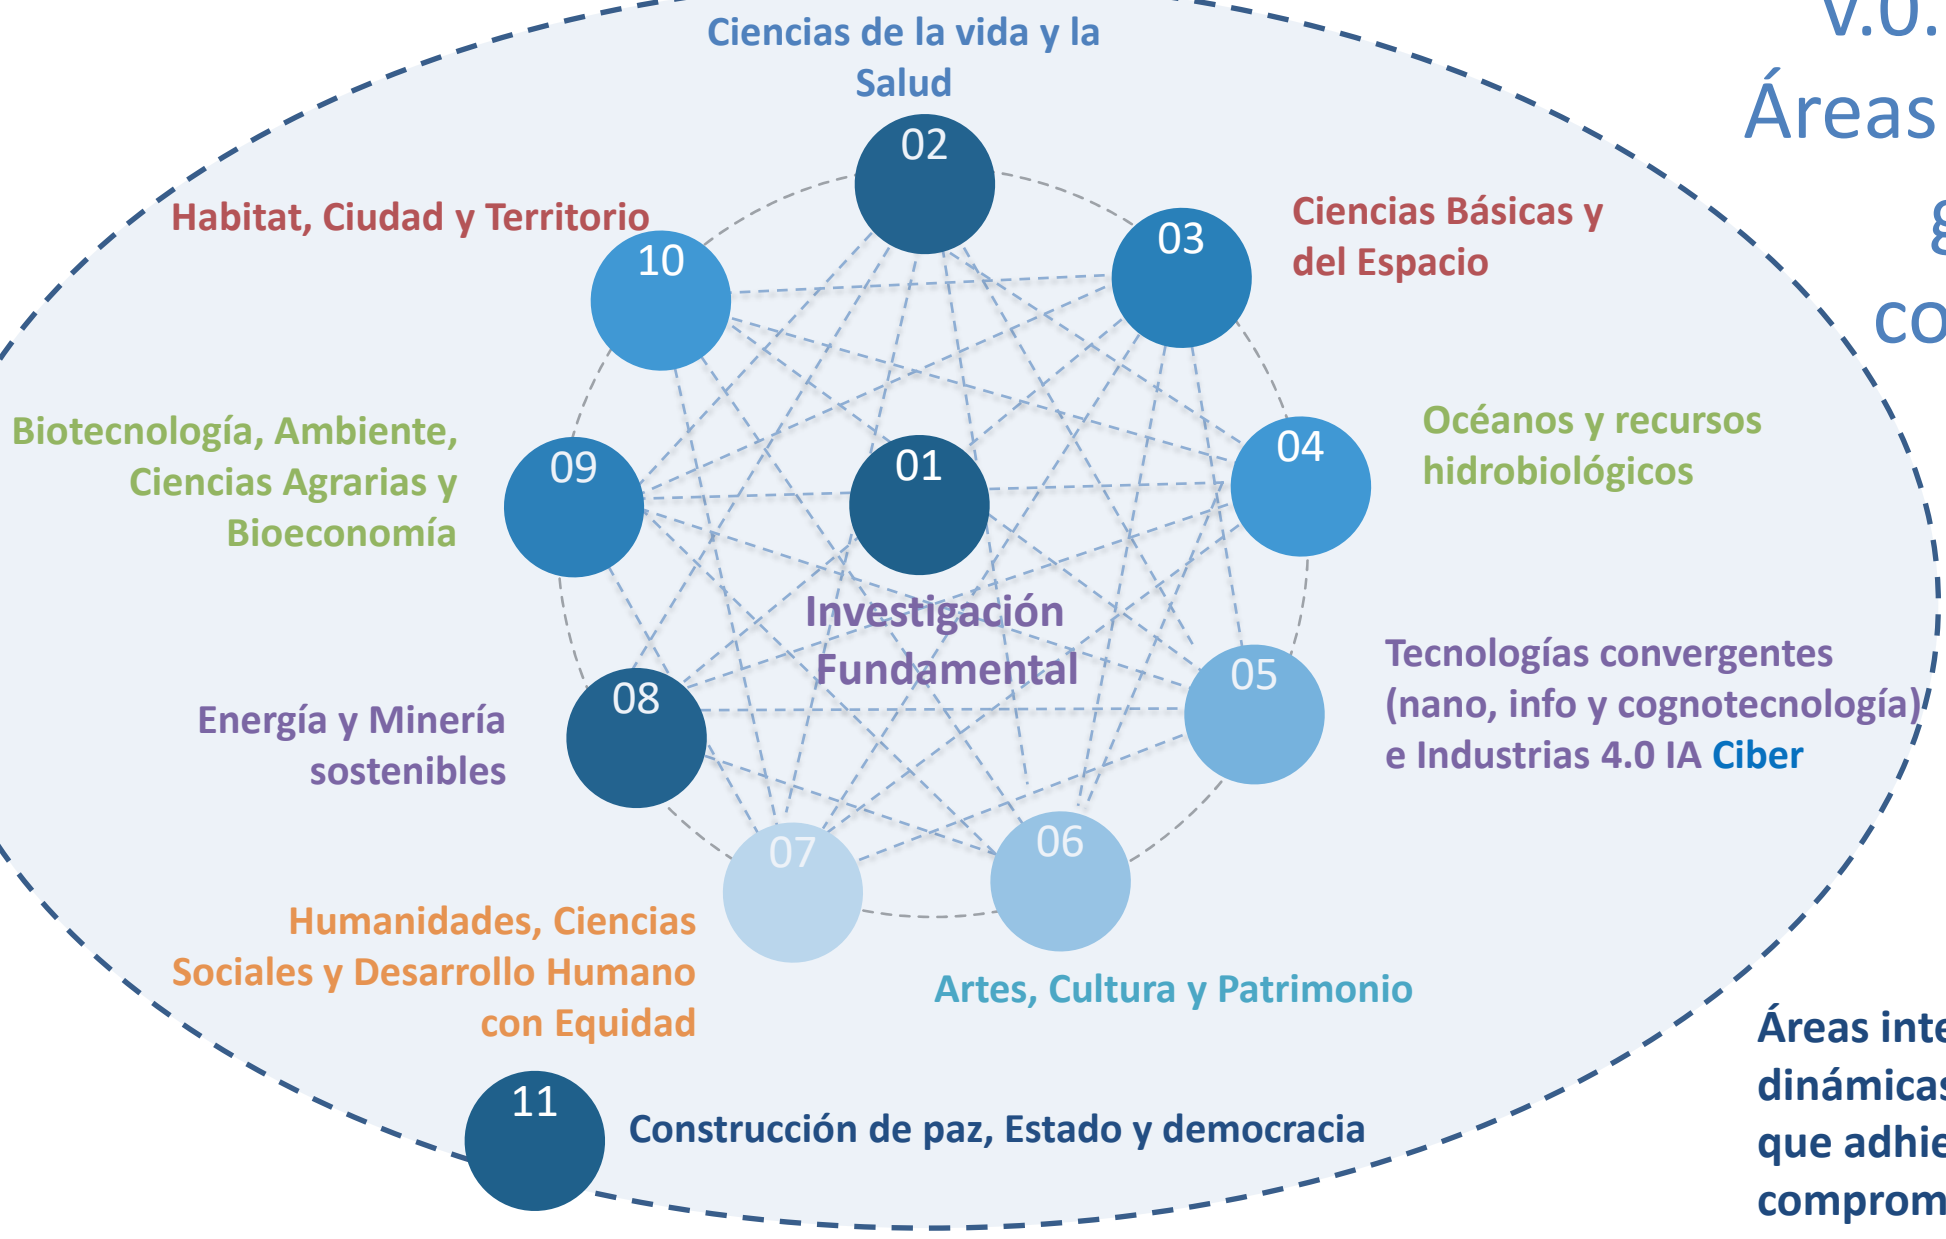 Ciencias de la vida y la
Salud
02
Habitat, Ciudad y Territorio
10
03
Ciencias Básicas y
del Espacio
v.0.
Áreas
g
co
Biotecnología, Ambiente,
Ciencias Agrarias y
Bioeconomía
09
01
04
Océanos y recursos
hidrobiológicos
Investigación
Fundamental
Energía y Minería
sostenibles
08
05
Tecnologías convergentes
(nano, info y cognotecnología)
e Industrias 4.0 IA Ciber
07
06
Humanidades, Ciencias
Sociales y Desarrollo Humano
con Equidad
Artes, Cultura y Patrimonio
11
Construcción de paz, Estado y democracia
Áreas inte
dinámicas
que adhie
comprom